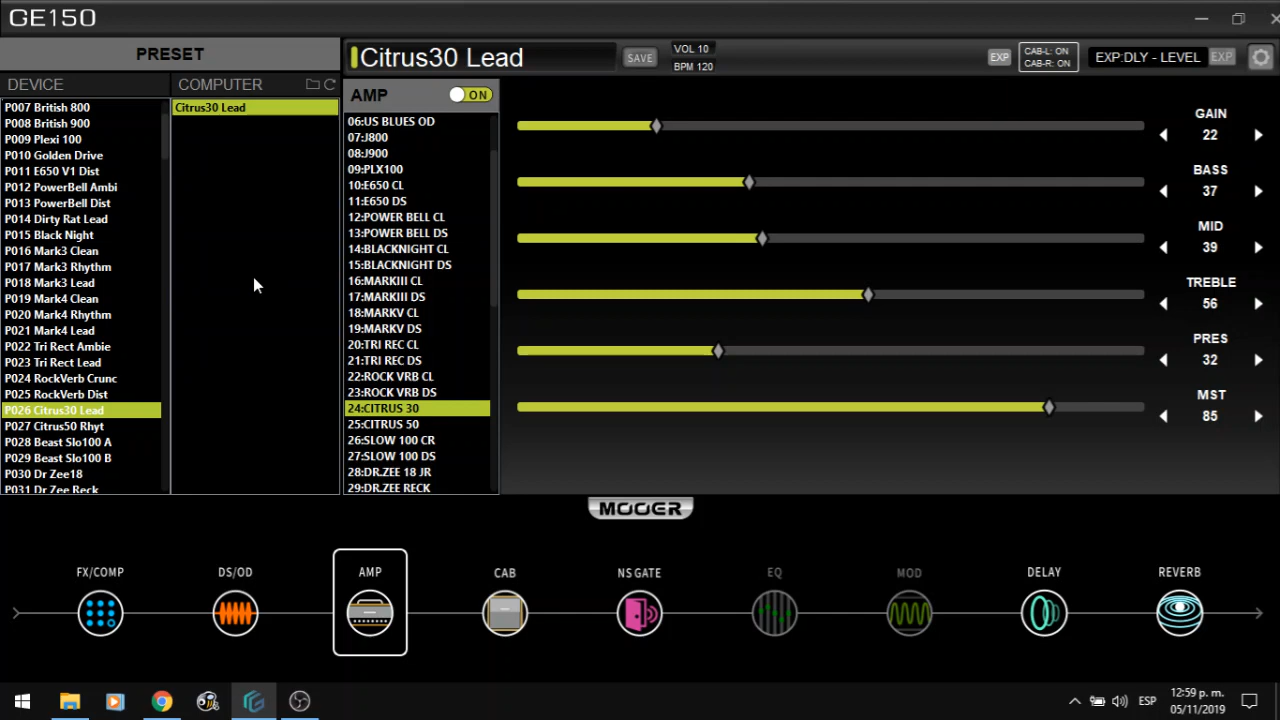 GE150
PRESET
DEVICE
COMPUTER
P007 British 800
P008 British 900
P009 Plexi 100
P010 Golden Drive
P011 E650 V1 Dist
P012 PowerBell Ambi
P013 PowerBell Dist
P014 Dirty Rat Lead
P015 Black Night
P016 Mark3 Clean
P017 Mark3 Rhythm
P018 Mark3 Lead
P019 Mark4 Clean
P020 Mark4 Rhythm
P021 Mark4 Lead
P022 Tri Rect Ambie
P023 Tri Rect Lead
P024 RockVerb Crunc
P025 RockVerb Dist
P026 Citrus30 Lead
P027 Citrus50 Rhyt
P028 Beast Slo100 A
P029 Beast Slo100 B
P030 Dr Zee18
P031 Dr Zee Reck
Citrus30 Lead
Citrus30 Lead
SAVE
VOL 10
BPM 120
EXP
CAB-L: ON
CAB-R: ON
EXP:DLY - LEVEL
EXP
AMP
ON
06:US BLUES OD
07:J800
08:J900
09:PLX100
10:E650 CL
11:E650 DS
12:POWER BELL CL
13:POWER BELL DS
14:BLACKNIGHT CL
15:BLACKNIGHT DS
16:MARKIII CL
17:MARKIII DS
18:MARKV CL
19:MARKV DS
20:TRI REC CL
21:TRI REC DS
22:ROCK VRB CL
23:ROCK VRB DS
24:CITRUS 30
25:CITRUS 50
26:SLOW 100 CR
27:SLOW 100 DS
28:DR.ZEE 18 JR
29:DR.ZEE RECK
GAIN
22
BASS
37
MID
39
TREBLE
56
PRES
32
MST
85
MOOER
FX/COMP
DS/OD
AMP
CAB
NS GATE
EQ
MOD
DELAY
REVERB
ESP
12:59 p. m.
05/11/2019